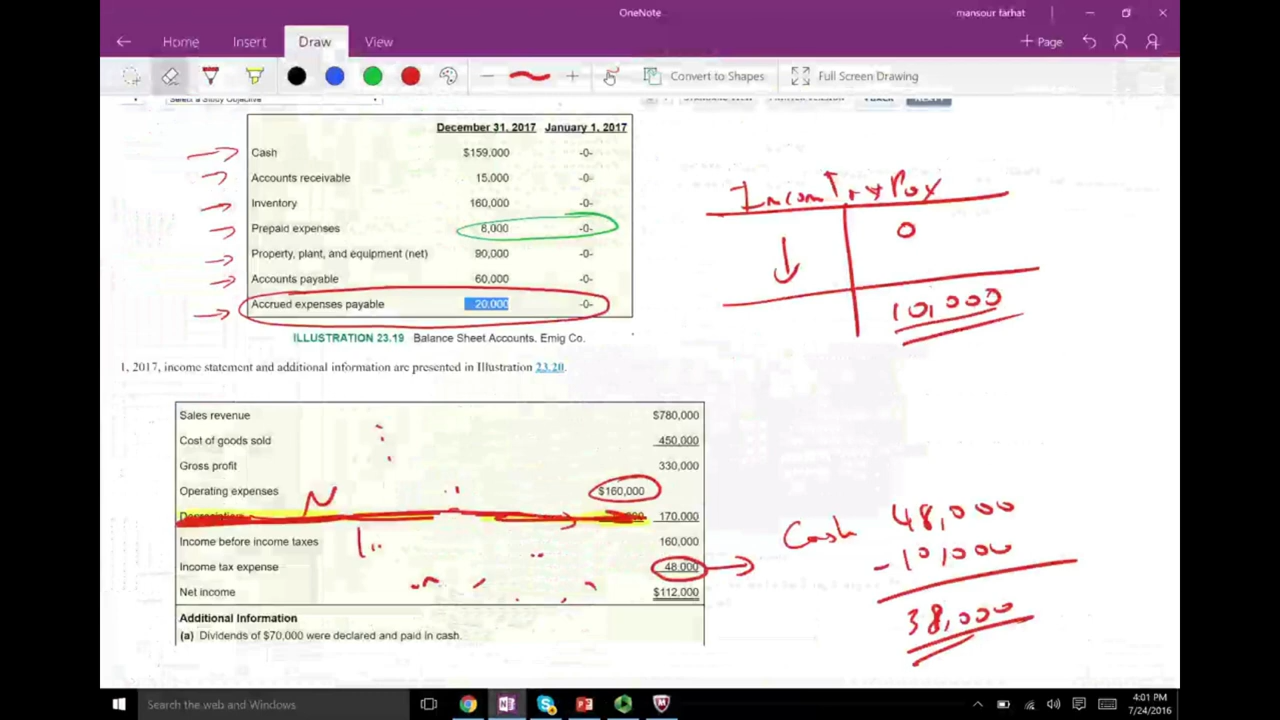 OneNote
mansour farhat
Home Insert Draw View
Page
Convert to Shapes
Full Screen Drawing
Select a Study Objective
December 31, 2017 January 1, 2017
Cash $159,000 -0-
Accounts receivable 15,000 -0-
Inventory 160,000 -0-
Prepaid expenses 8,000 -0-
Property, plant, and equipment (net) 90,000 -0-
Accounts payable 60,000 -0-
Accrued expenses payable 20,000 -0-
ILLUSTRATION 23.19 Balance Sheet Accounts. Emig Co.
1, 2017, income statement and additional information are presented in Illustration 23.20.
Sales revenue $780,000
Cost of goods sold 450,000
Gross profit 330,000
Operating expenses $160,000
Depreciation 170,000
Income before income taxes 160,000
Income tax expense 48,000
Net income $112,000
Additional Information
(a) Dividends of $70,000 were declared and paid in cash.
0
10,000
Cash 48,000
-10,000
38,000
Search the web and Windows
4:01 PM
7/24/2016